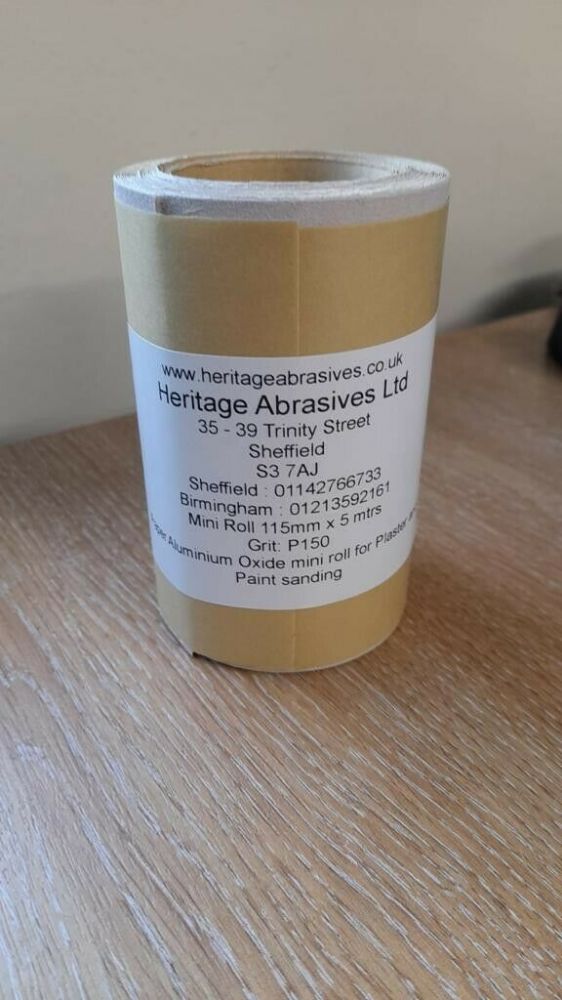 www.heritageabrasives.co.uk
Heritage Abrasives Ltd
35 - 39 Trinity Street
Sheffield
S3 7AJ
Sheffield : 01142766733
Birmingham : 01213592161
Mini Roll 115mm x 5 mtrs
Grit: P150
Aluminium Oxide mini roll for Plaster
Paint sanding